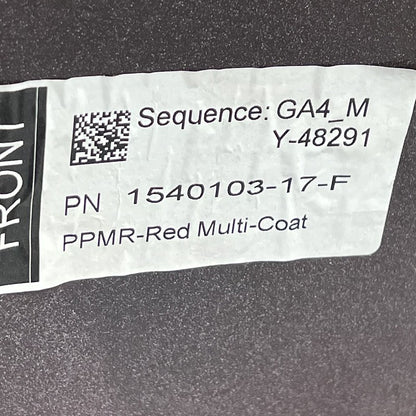 FRONT
Sequence: GA4_M
Y-48291
PN 1540103-17-F
PPMR-Red Multi-Coat